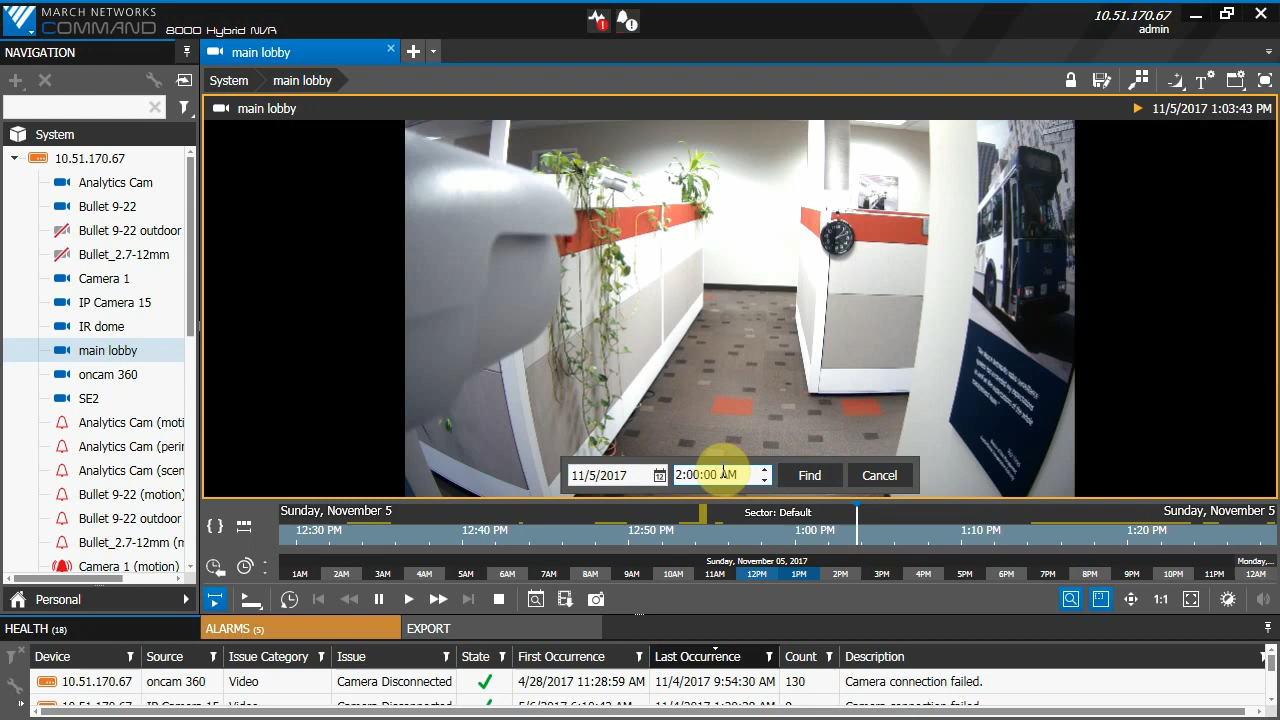 MARCH NETWORKS
COMMAND 8000 Hybrid NVR
10.51.170.67
admin
NAVIGATION
main lobby
System
main lobby
main lobby
11/5/2017 1:03:43 PM
System
10.51.170.67
Analytics Cam
Bullet 9-22
Bullet 9-22 outdoor
Bullet_2.7-12mm
Camera 1
IP Camera 15
IR dome
main lobby
oncam 360
SE2
Analytics Cam (moti
Analytics Cam (perin
Analytics Cam (scen
Bullet 9-22 (motion)
Bullet 9-22 outdoor
Bullet_2.7-12mm (m
Camera 1 (motion)
Personal
11/5/2017 12 2:00:00 AM Find Cancel
Sunday, November 5 Sector: Default Sunday, November 5
12:30 PM 12:40 PM 12:50 PM 1:00 PM 1:10 PM 1:20 PM
Sunday, November 05, 2017 Monday,...
1AM 2AM 3AM 4AM 5AM 6AM 7AM 8AM 9AM 10AM 11AM 12PM 1PM 2PM 3PM 4PM 5PM 6PM 7PM 8PM 9PM 10PM 11PM 12AM
1:1
HEALTH (18) ALARMS (5) EXPORT
Device Source Issue Category Issue State First Occurrence Last Occurrence Count Description
10.51.170.67 oncam 360 Video Camera Disconnected 4/28/2017 11:28:59 AM 11/4/2017 9:54:28 AM 130 Camera connection failed.